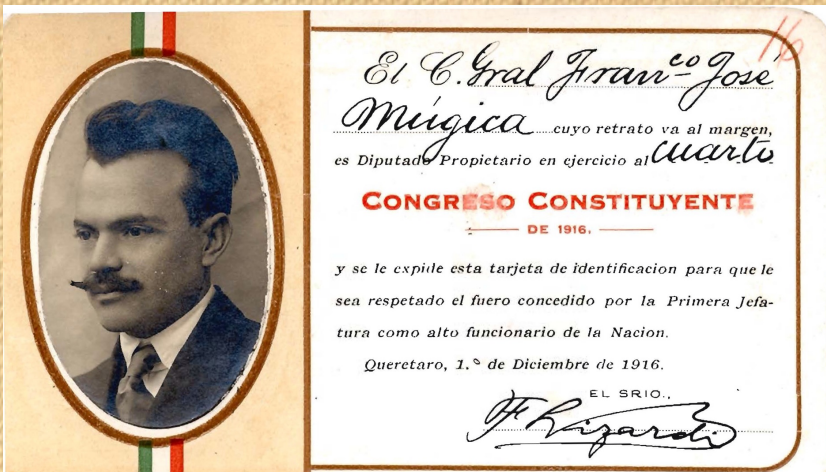 16
El C. Gral Fran.co José
Múgica cuyo retrato va al margen,
es Diputado Propietario en ejercicio al cuarto
CONGRESO CONSTITUYENTE
DE 1916.
y se le expide esta tarjeta de identificacion para que le
sea respetado el fuero concedido por la Primera Jefa-
tura como alto funcionario de la Nacion.
Queretaro, 1.º de Diciembre de 1916.
EL SRIO.,
F Lizardi